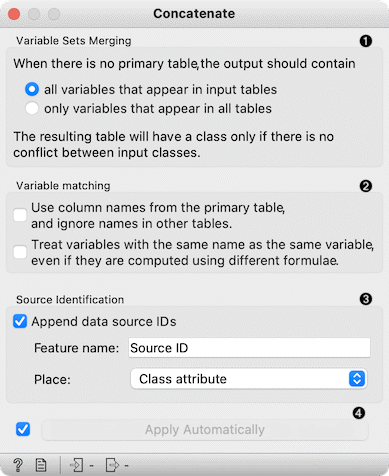 Concatenate
Variable Sets Merging ❶
When there is no primary table,the output should contain
all variables that appear in input tables
only variables that appear in all tables
The resulting table will have a class only if there is no
conflict between input classes.
Variable matching ❷
Use column names from the primary table,
and ignore names in other tables.
Treat variables with the same name as the same variable,
even if they are computed using different formulae.
Source Identification ❸
Append data source IDs
Feature name: Source ID
Place: Class attribute
❹
Apply Automatically
? - -